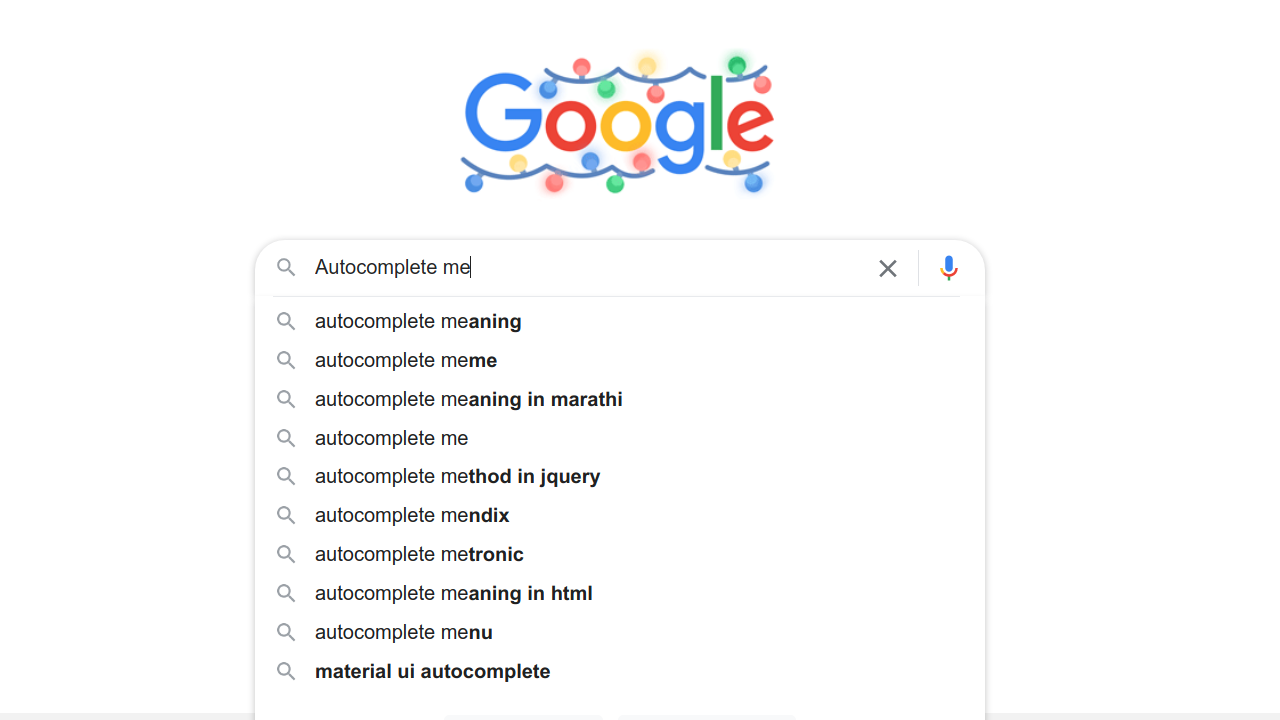 Google
Autocomplete me
autocomplete meaning
autocomplete meme
autocomplete meaning in marathi
autocomplete me
autocomplete method in jquery
autocomplete mendix
autocomplete metronic
autocomplete meaning in html
autocomplete menu
material ui autocomplete